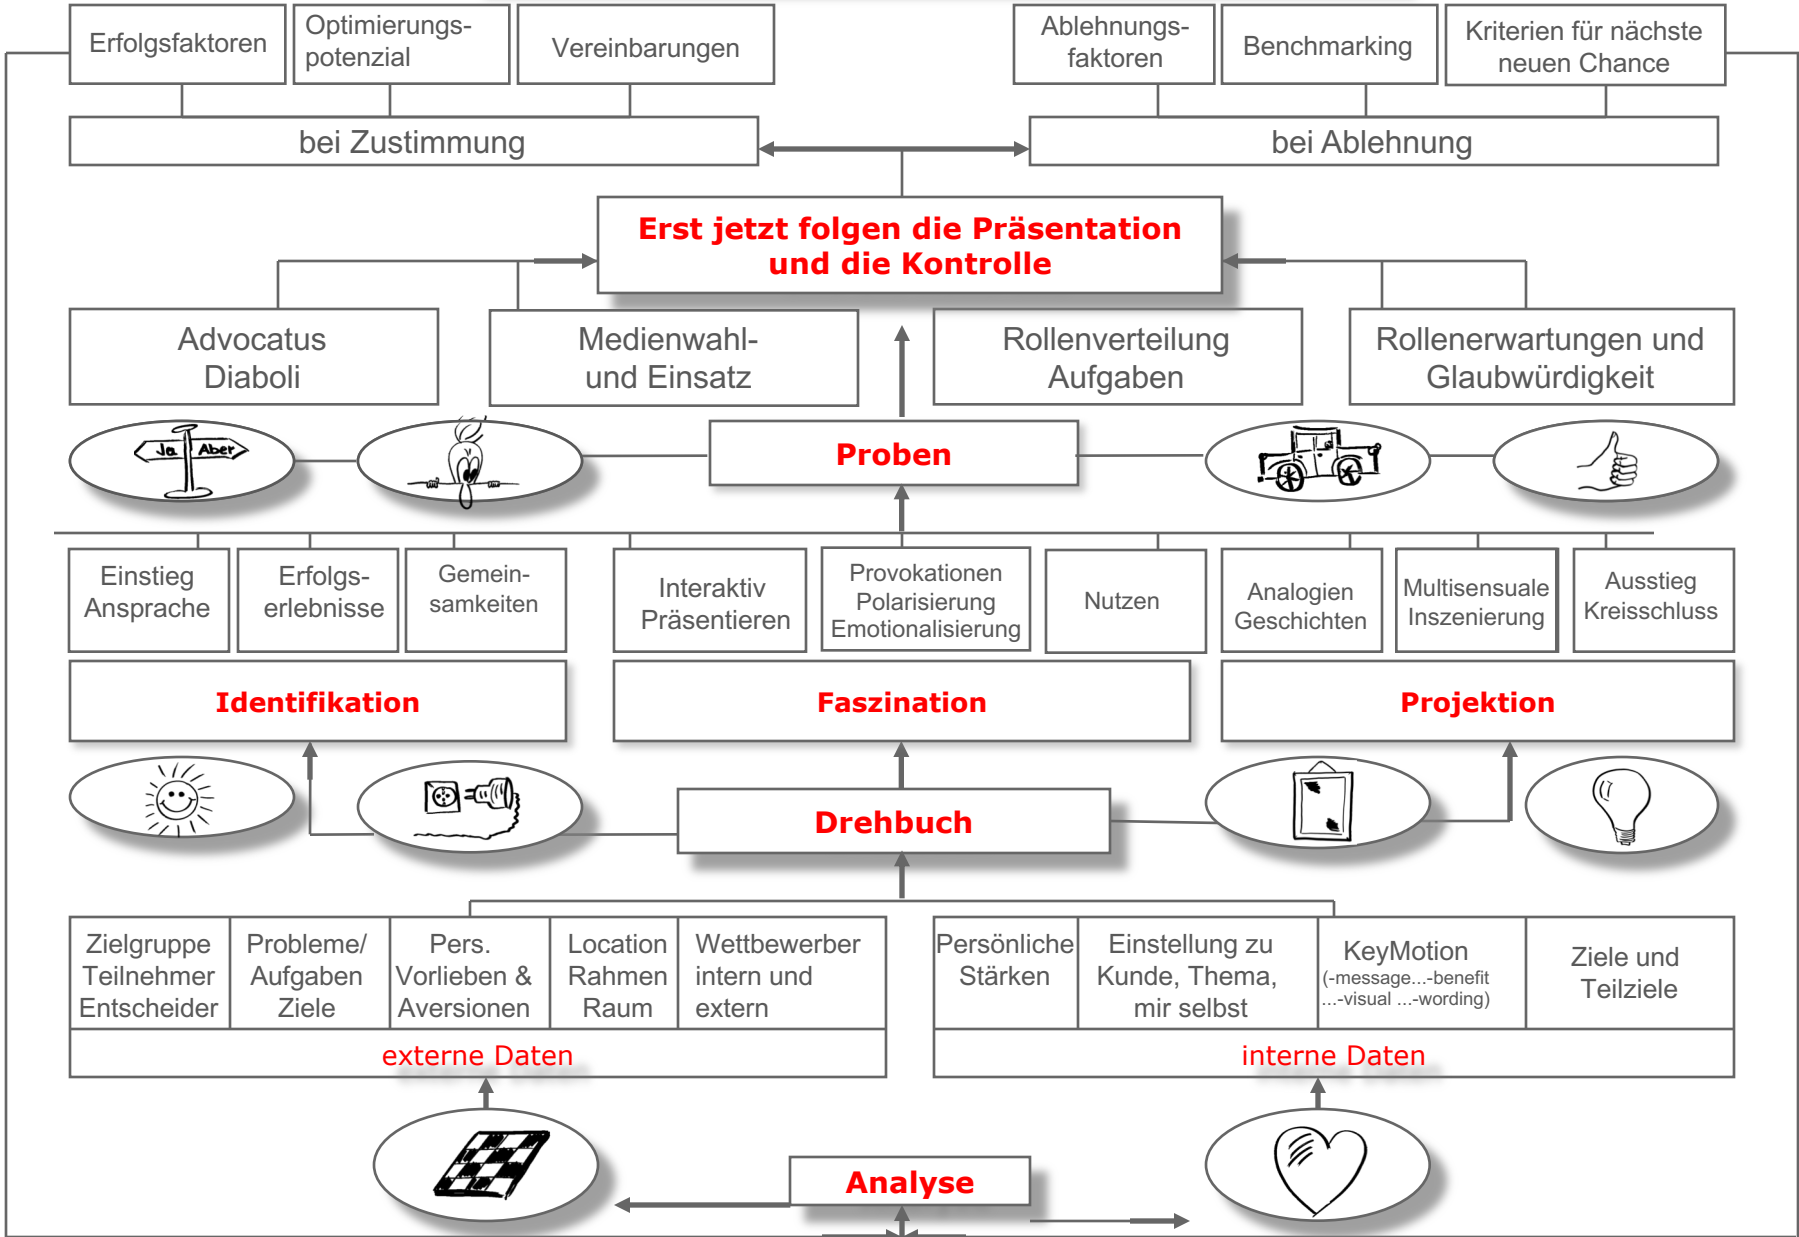 Erfolgsfaktoren
Optimierungs-
potenzial
Vereinbarungen
Ablehnungs-
faktoren
Benchmarking
Kriterien für nächste
neuen Chance
bei Zustimmung
bei Ablehnung
Erst jetzt folgen die Präsentation
und die Kontrolle
Advocatus
Diaboli
Medienwahl-
und Einsatz
Rollenverteilung
Aufgaben
Rollenerwartungen und
Glaubwürdigkeit
Ja Aber
Proben
Einstieg
Ansprache
Erfolgs-
erlebnisse
Gemein-
samkeiten
Interaktiv
Präsentieren
Provokationen
Polarisierung
Emotionalisierung
Nutzen
Analogien
Geschichten
Multisensuale
Inszenierung
Ausstieg
Kreisschluss
Identifikation
Faszination
Projektion
Drehbuch
Zielgruppe
Teilnehmer
Entscheider
Probleme/
Aufgaben
Ziele
Pers.
Vorlieben &
Aversionen
Location
Rahmen
Raum
Wettbewerber
intern und
extern
Persönliche
Stärken
Einstellung zu
Kunde, Thema,
mir selbst
KeyMotion
(-message...-benefit
...-visual ...-wording)
Ziele und
Teilziele
externe Daten
interne Daten
Analyse